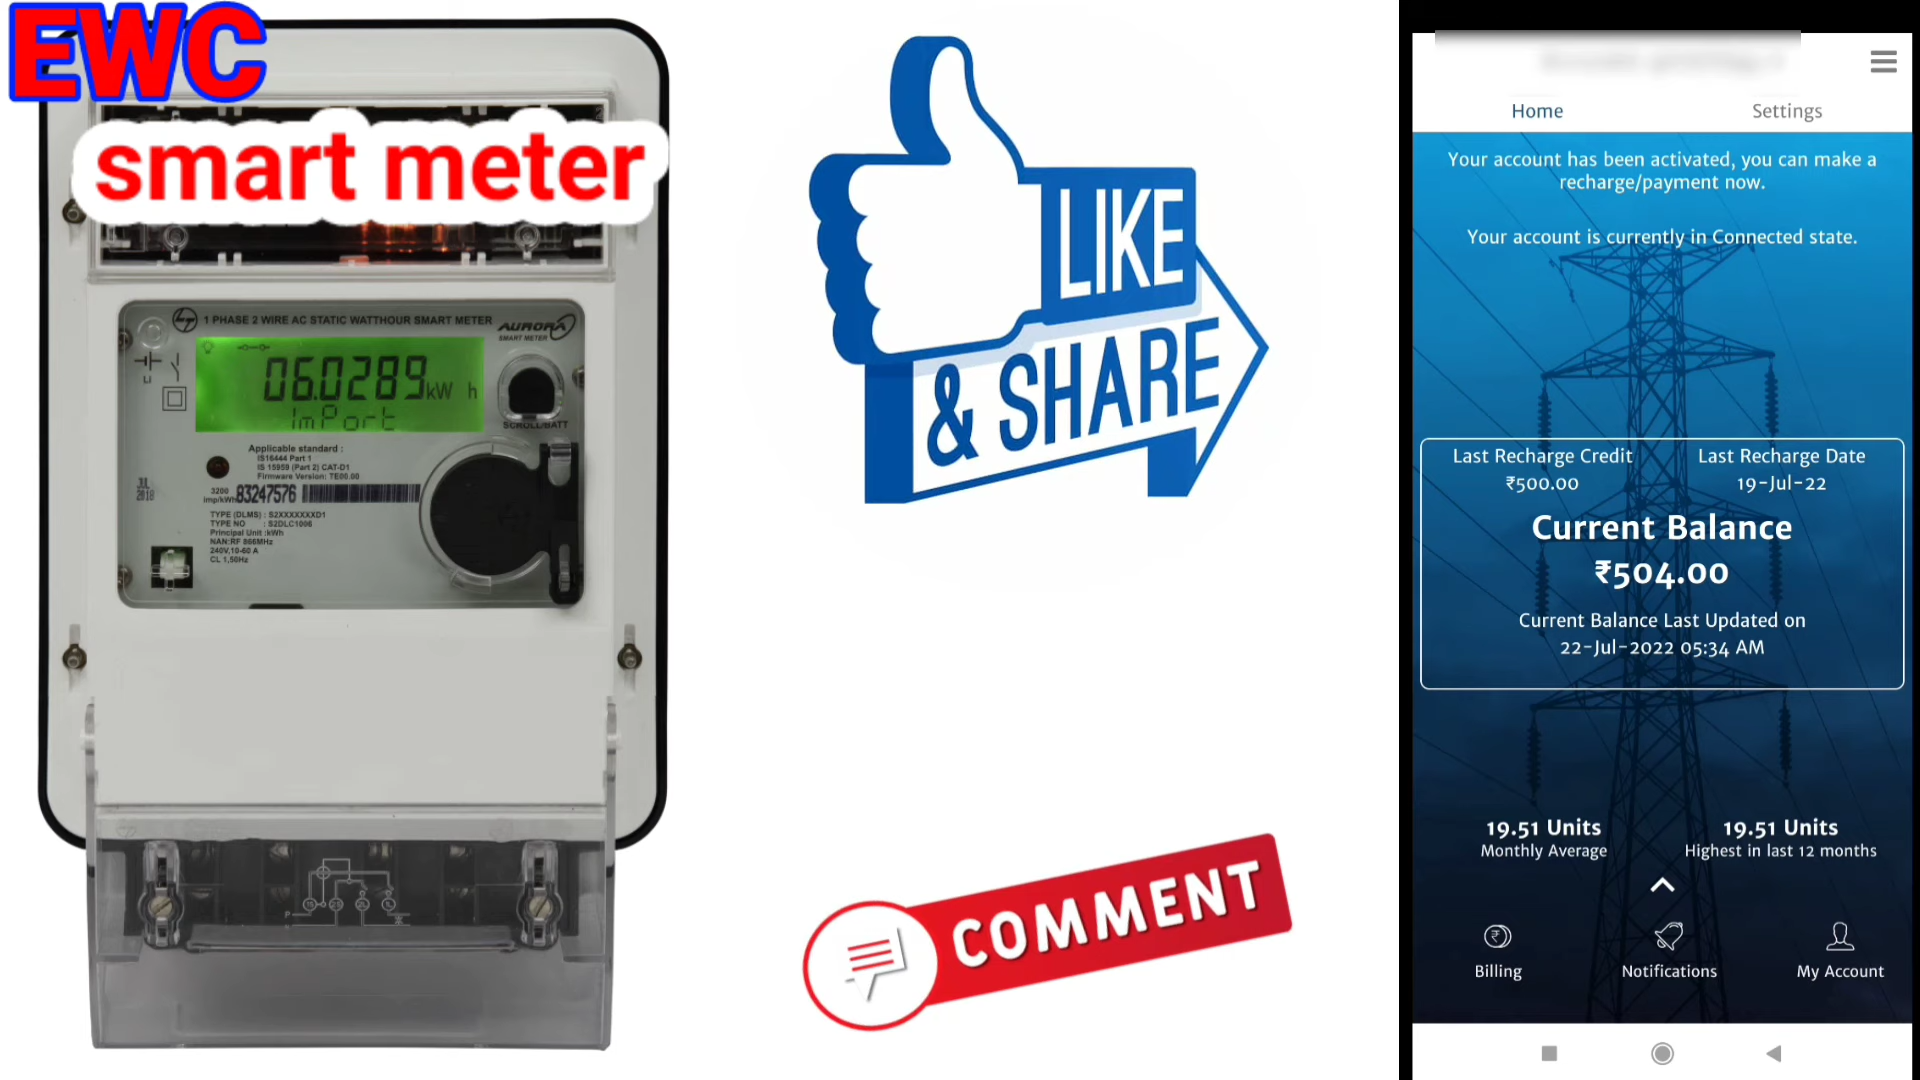 EWC
smart meter
1 PHASE 2 WIRE AC STATIC WATTHOUR SMART METER
AURORA
SMART METER
06.0289 kW h
ImPort
SCROLL/BATT
Applicable standard :
IS16444 Part 1
IS 15959 (Part 2) CAT-D1
Firmware Version: TE00.00
3200
imp/kWh 83247576
JUL
2018
TYPE (DLMS) : S2XXXXXXXD1
TYPE NO : S2DLC1006
Principal Unit :kWh
NAN:RF 866MHz
240V,10-60 A
CL 1,50Hz
LIKE
& SHARE
COMMENT
Home
Settings
Your account has been activated, you can make a
recharge/payment now.
Your account is currently in Connected state.
Last Recharge Credit
₹500.00
Last Recharge Date
19-Jul-22
Current Balance
₹504.00
Current Balance Last Updated on
22-Jul-2022 05:34 AM
19.51 Units
Monthly Average
19.51 Units
Highest in last 12 months
Billing
Notifications
My Account